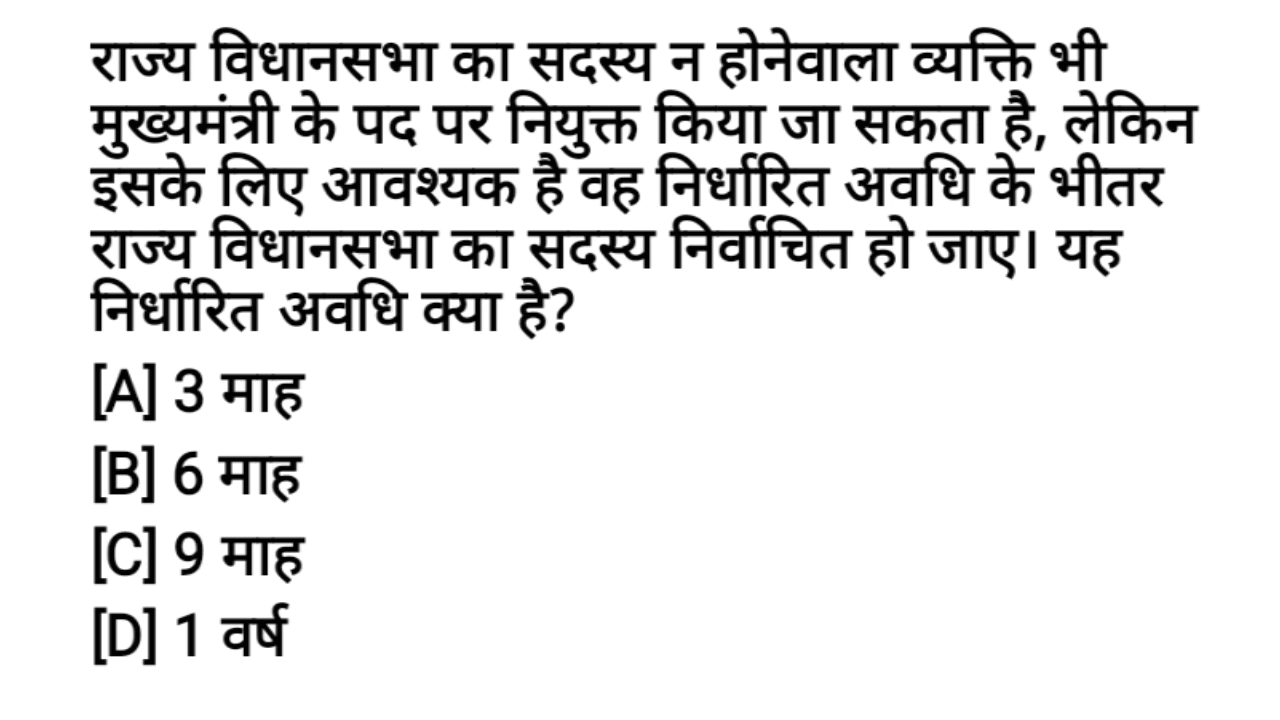 राज्य विधानसभा का सदस्य न होनेवाला व्यक्ति भी
मुख्यमंत्री के पद पर नियुक्त किया जा सकता है, लेकिन
इसके लिए आवश्यक है वह निर्धारित अवधि के भीतर
राज्य विधानसभा का सदस्य निर्वाचित हो जाए। यह
निर्धारित अवधि क्या है?
[A] 3 माह
[B] 6 माह
[C] 9 माह
[D] 1 वर्ष